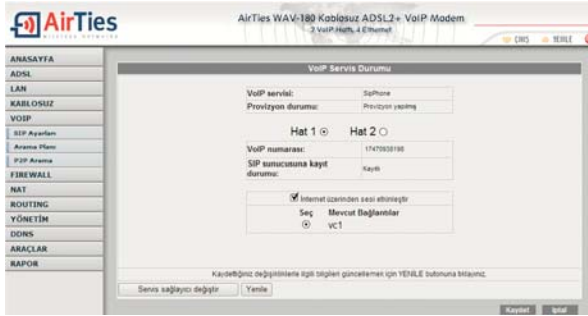 AirTies
WIRELESS NETWORKS
AirTies WAV-180 Kablosuz ADSL2+ VoIP Modem
2 VoIP Hattı, 4 Ethernet
ÇIKIŞ YENİLE
ANASAYFA
ADSL
LAN
KABLOSUZ
VOIP
SIP Ayarları
Arama Planı
P2P Arama
FIREWALL
NAT
ROUTING
YÖNETİM
DDNS
ARAÇLAR
RAPOR
VoIP Servis Durumu
VoIP servisi: SipPhone
Provizyon durumu: Provizyon yapılmış
Hat 1 Hat 2
VoIP numarası:
SIP sunucusuna kayıt durumu: Kayıtlı
İnternet üzerinden sesi etkinleştir
Seç Mevcut Bağlantılar
vc1
Kaydettiğiniz değişikliklerle ilgili bilgileri güncellemek için YENİLE butonuna tıklayınız.
Servis sağlayıcı değiştir Yenile
Kaydet İptal